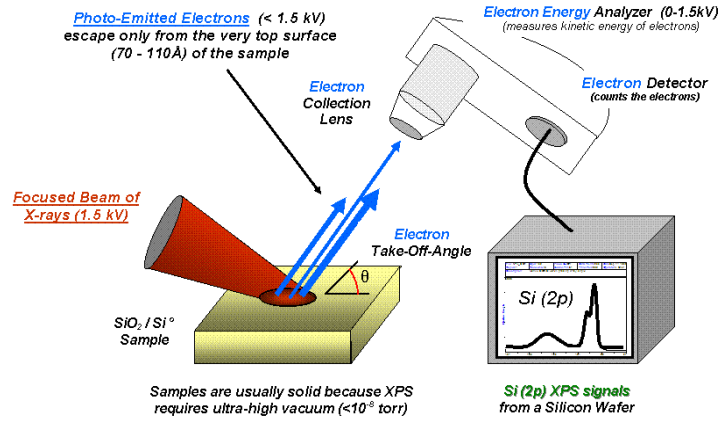 Photo-Emitted Electrons (< 1.5 kV)
escape only from the very top surface
(70 - 110Å) of the sample
Electron Energy Analyzer (0-1.5kV)
(measures kinetic energy of electrons)
Electron
Collection
Lens
Electron Detector
(counts the electrons)
Focused Beam of
X-rays (1.5 kV)
Electron
Take-Off-Angle
θ
SiO₂ / Si°
Sample
Si (2p)
Samples are usually solid because XPS
requires ultra-high vacuum (<10⁻⁸ torr)
Si (2p) XPS signals
from a Silicon Wafer